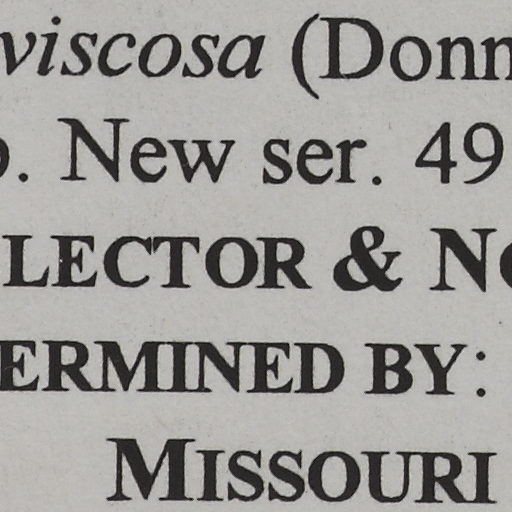 viscosa (Donn
. New ser. 49
LECTOR & N
ERMINED BY:
MISSOURI